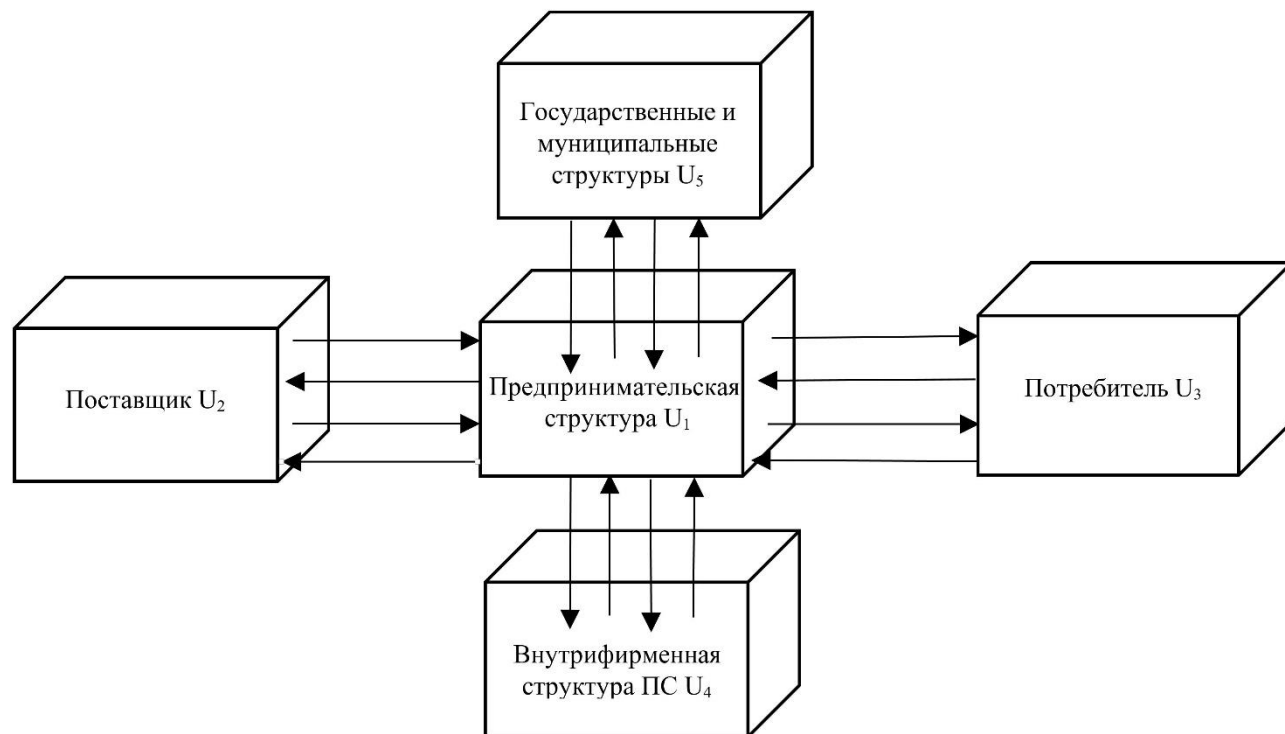 Государственные и
муниципальные
структуры U₅
Поставщик U₂
Предпринимательская
структура U₁
Потребитель U₃
Внутрифирменная
структура ПС U₄